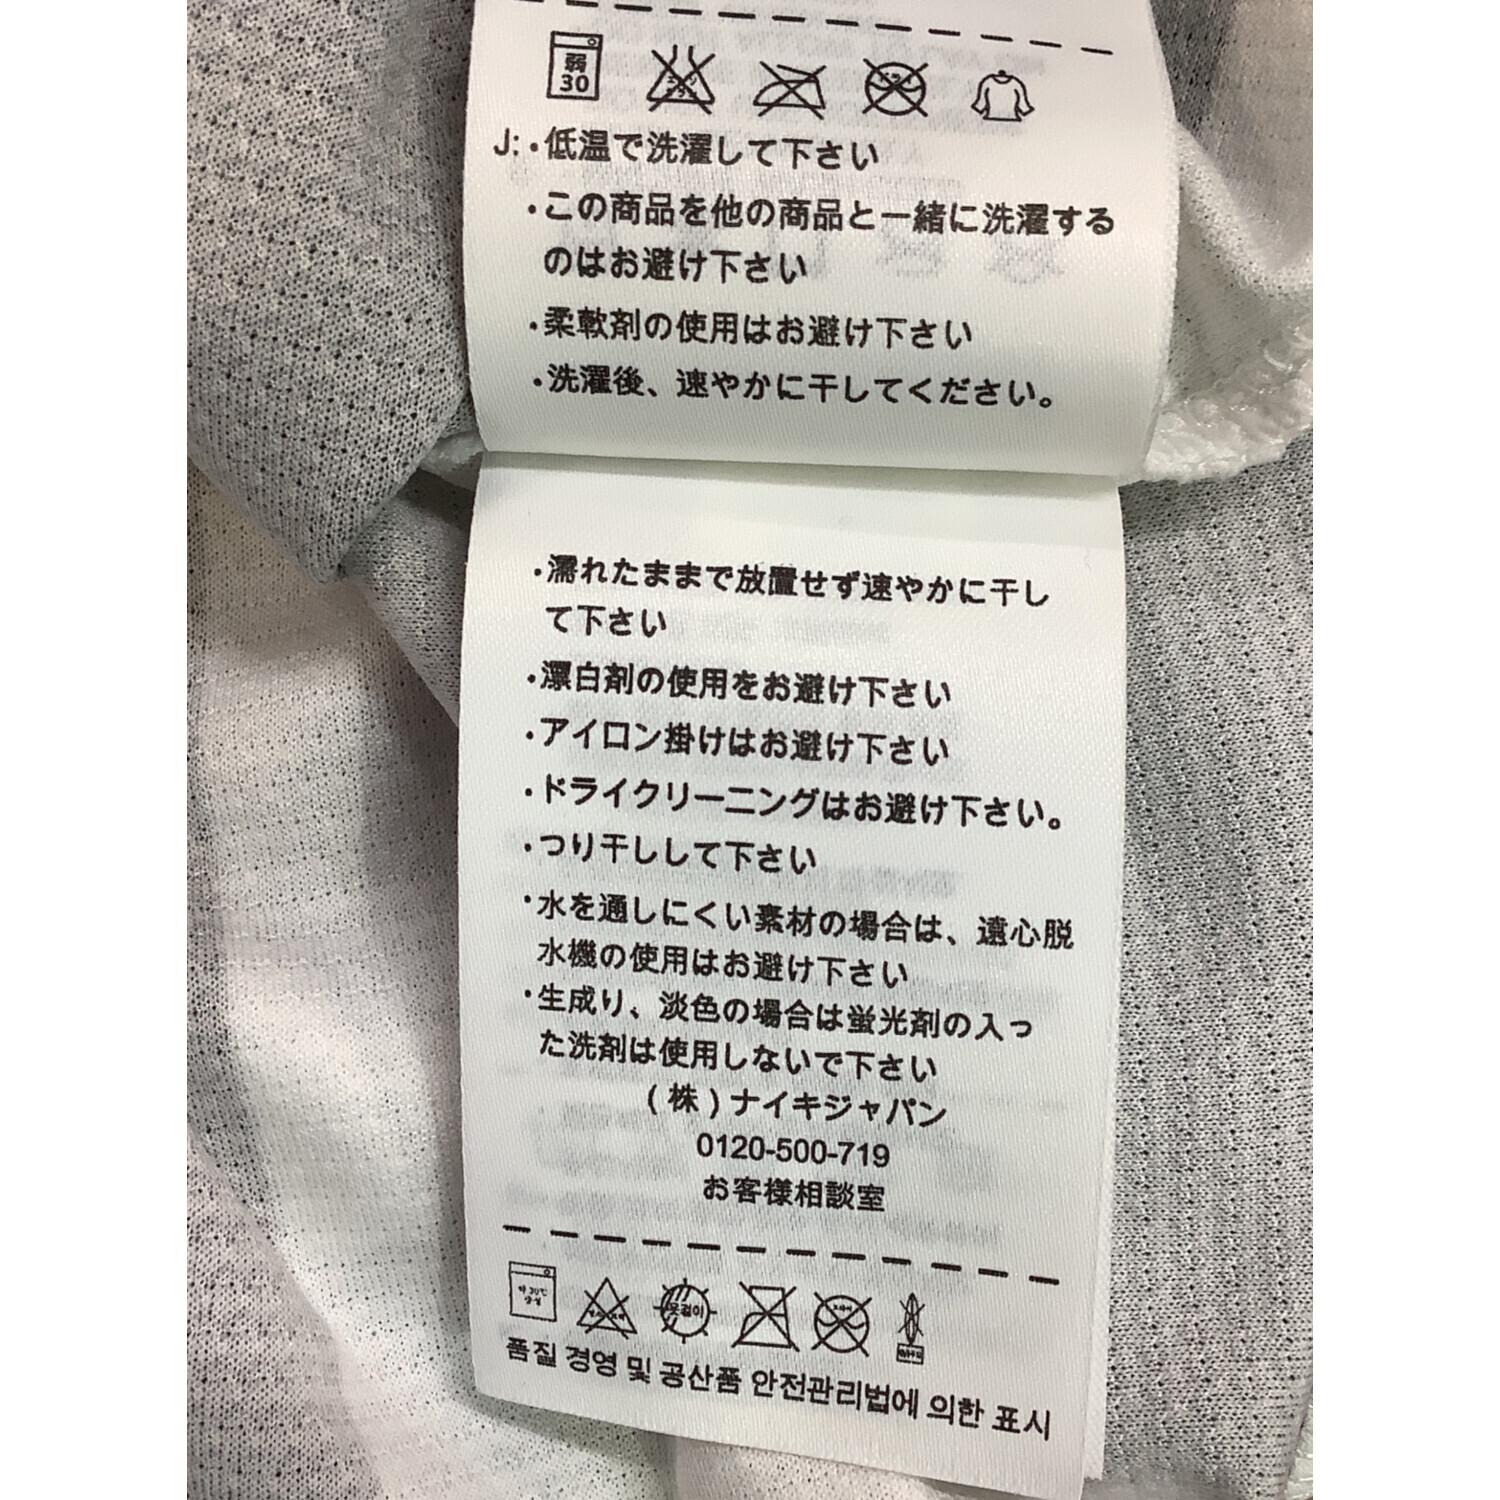 弱
30
J:・低温で洗濯して下さい
・この商品を他の商品と一緒に洗濯する
のはお避け下さい
・柔軟剤の使用はお避け下さい
・洗濯後、速やかに干してください。
・濡れたままで放置せず速やかに干し
て下さい
・漂白剤の使用をお避け下さい
・アイロン掛けはお避け下さい
・ドライクリーニングはお避け下さい。
・つり干しして下さい
・水を通しにくい素材の場合は、遠心脱
水機の使用はお避け下さい
・生成り、淡色の場合は蛍光剤の入っ
た洗剤は使用しないで下さい
(株)ナイキジャパン
0120-500-719
お客様相談室
약 30℃
중성
옷걸이
품질 경영 및 공산품 안전관리법에 의한 표시